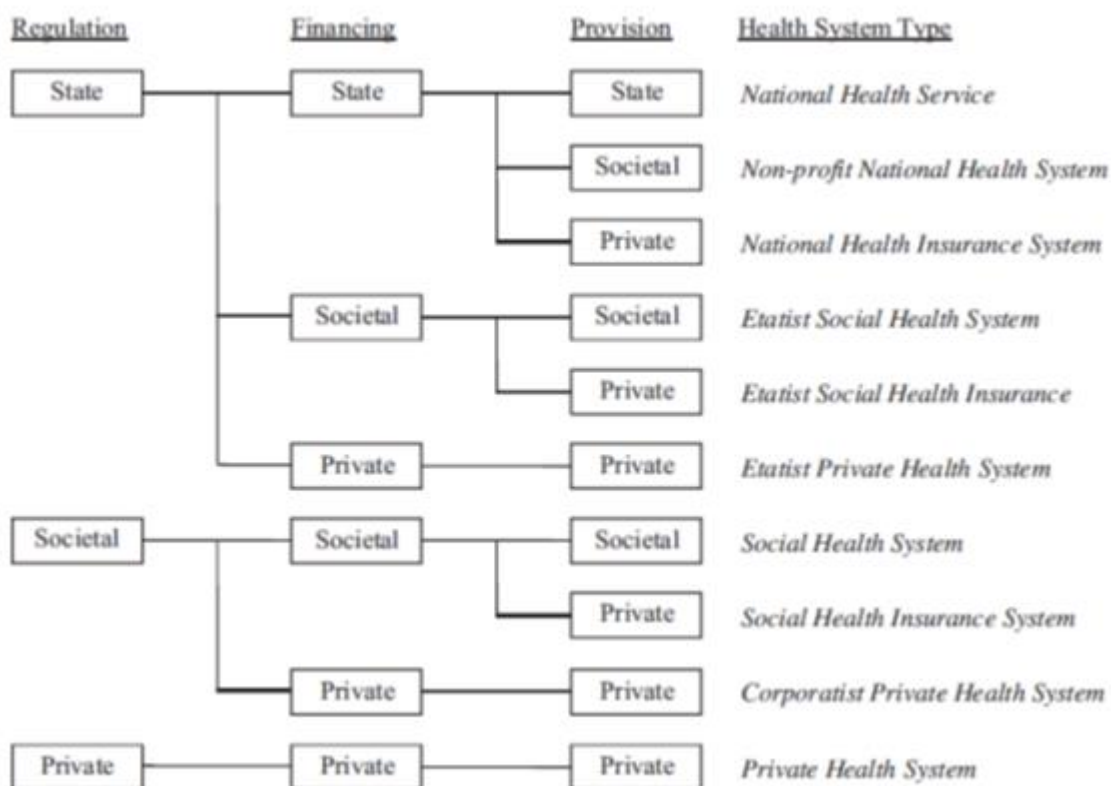 Regulation Financing Provision Health System Type
State State State National Health Service
Societal Non-profit National Health System
Private National Health Insurance System
Societal Societal Etatist Social Health System
Private Etatist Social Health Insurance
Private Private Etatist Private Health System
Societal Societal Societal Social Health System
Private Social Health Insurance System
Private Private Corporatist Private Health System
Private Private Private Private Health System